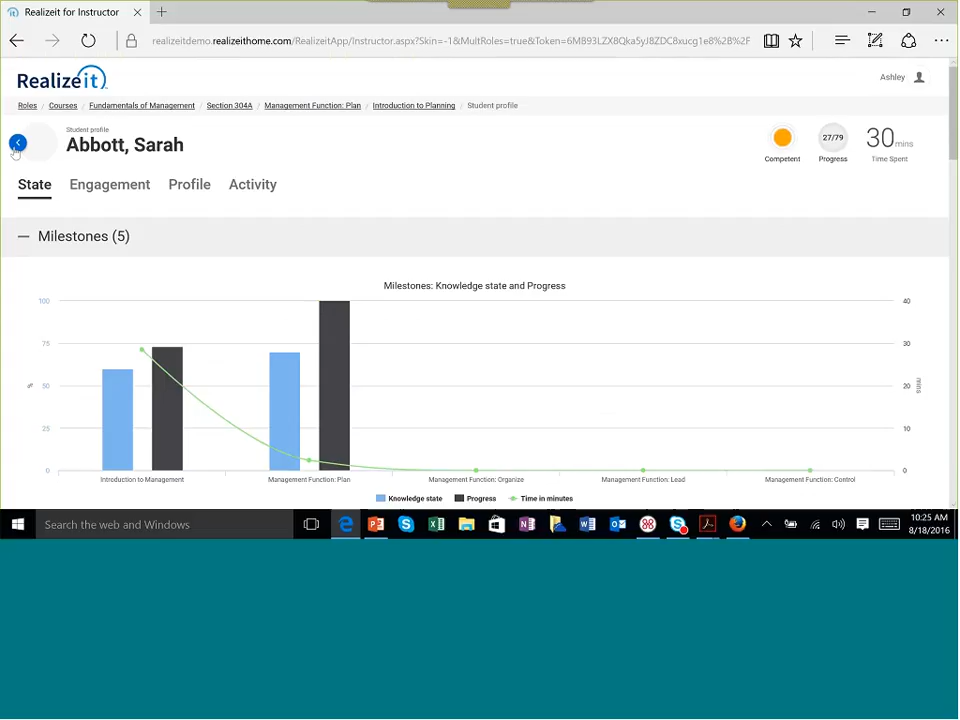 Realizeit for Instructor
realizeitdemo.realizeithome.com/RealizeitApp/Instructor.aspx?Skin=-1&MultRoles=true&Token=6MB93LZX8Qka5yJ8ZDC8xucg1e8%2B%2F
Realizeit
Ashley
Roles / Courses / Fundamentals of Management / Section 304A / Management Function: Plan / Introduction to Planning / Student profile
Student profile
Abbott, Sarah
27/79
30 mins
Competent
Progress
Time Spent
State Engagement Profile Activity
Milestones (5)
Milestones: Knowledge state and Progress
100
40
75
30
%
50
20
mins
25
10
0
0
Introduction to Management
Management Function: Plan
Management Function: Organize
Management Function: Lead
Management Function: Control
Knowledge state Progress Time in minutes
Search the web and Windows
10:25 AM
8/18/2016